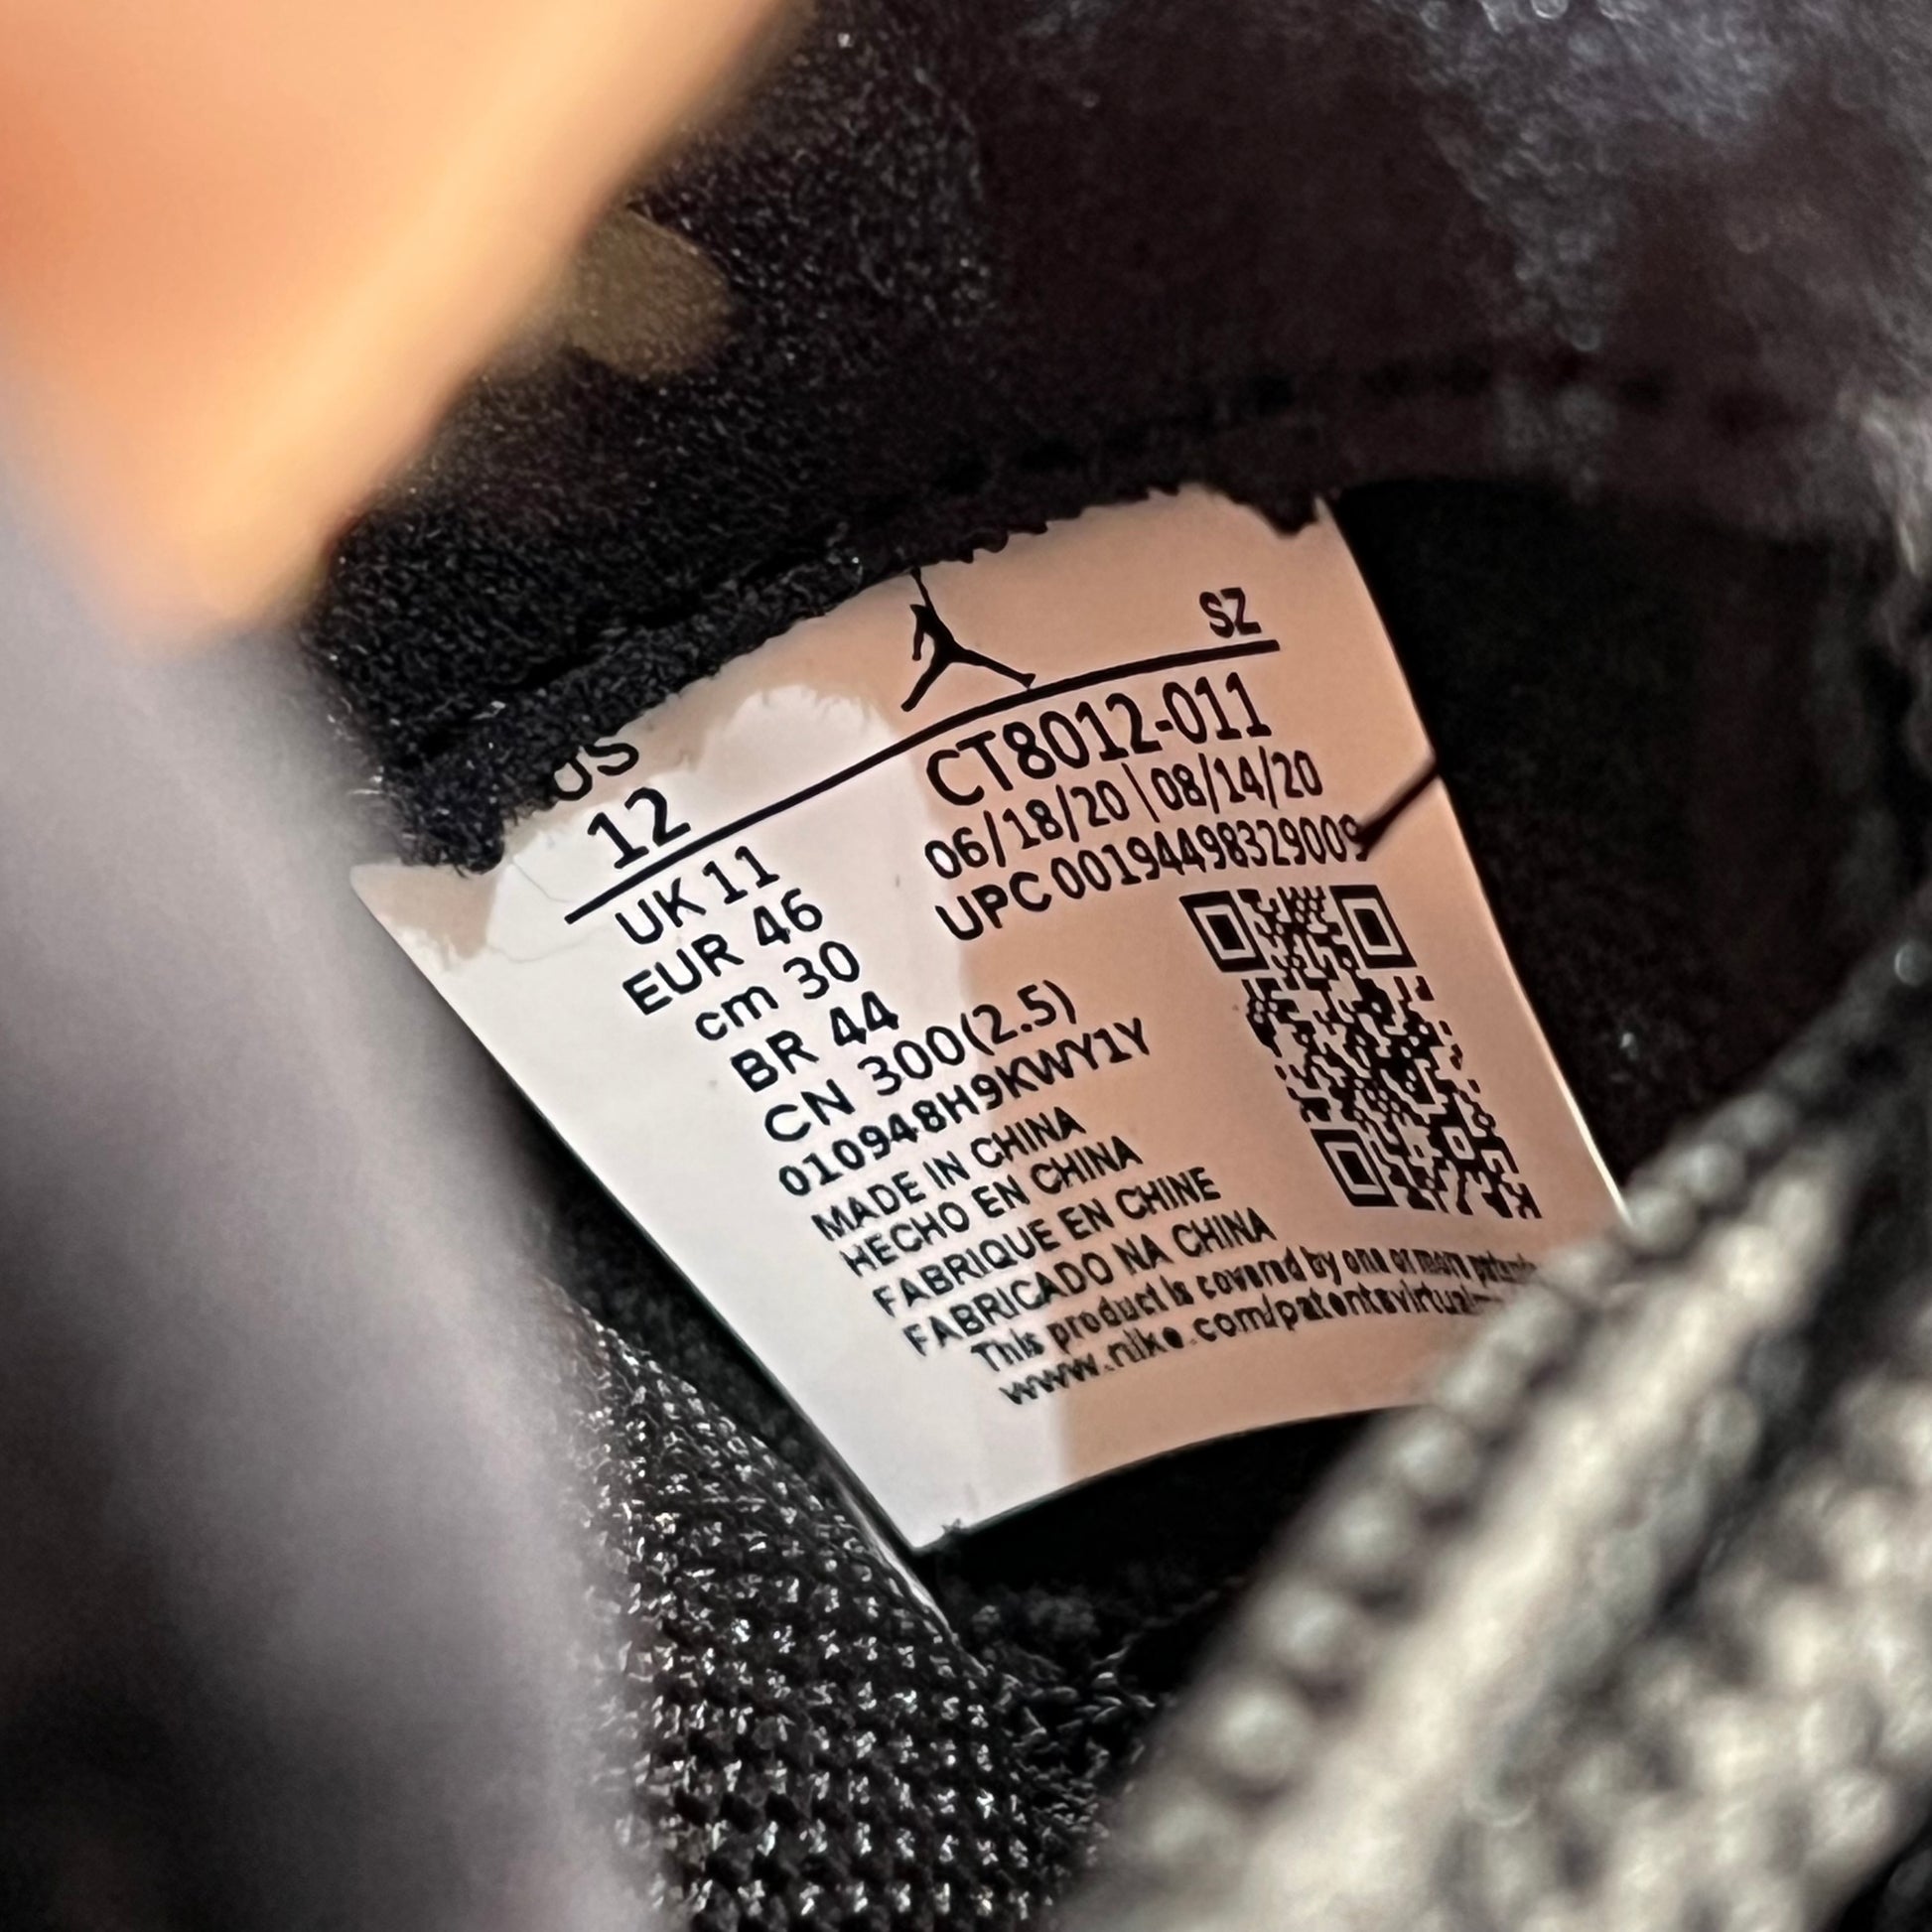 SZ
US
12
CT8012-011
06/18/20 | 08/14/20
UPC 00194498329009
UK 11
EUR 46
cm 30
BR 44
CN 300(2.5)
010948H9KWY1Y
MADE IN CHINA
HECHO EN CHINA
FABRIQUE EN CHINE
FABRICADO NA CHINA
This product is covered by one or more patents
www.nike.com/patentsvirtual